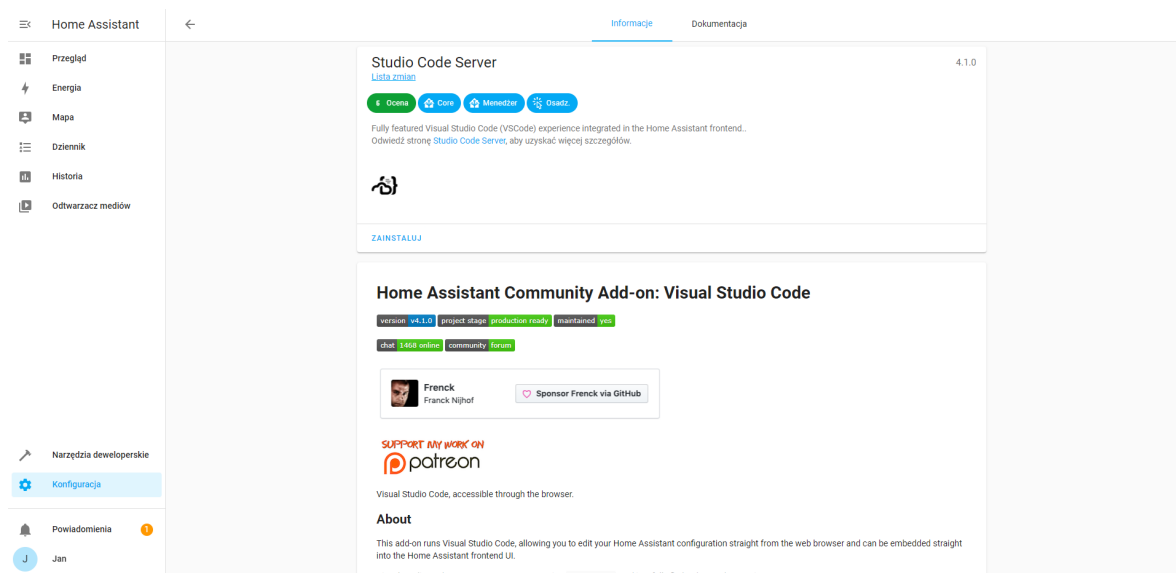 Home Assistant
Informacje
Dokumentacja
Przegląd
Energia
Mapa
Dziennik
Historia
Odtwarzacz mediów
Narzędzia deweloperskie
Konfiguracja
Powiadomienia 1
J Jan
Studio Code Server 4.1.0
Lista zmian
6 Ocena Core Menedżer Osadz.
Fully featured Visual Studio Code (VSCode) experience integrated in the Home Assistant frontend..
Odwiedź stronę Studio Code Server, aby uzyskać więcej szczegółów.
ZAINSTALUJ
Home Assistant Community Add-on: Visual Studio Code
version v4.1.0 project stage production ready maintained yes
chat 1468 online community forum
Frenck
Franck Nijhof
Sponsor Frenck via GitHub
SUPPORT MY WORK ON
patreon
Visual Studio Code, accessible through the browser.
About
This add-on runs Visual Studio Code, allowing you to edit your Home Assistant configuration straight from the web browser and can be embedded straight
into the Home Assistant frontend UI.